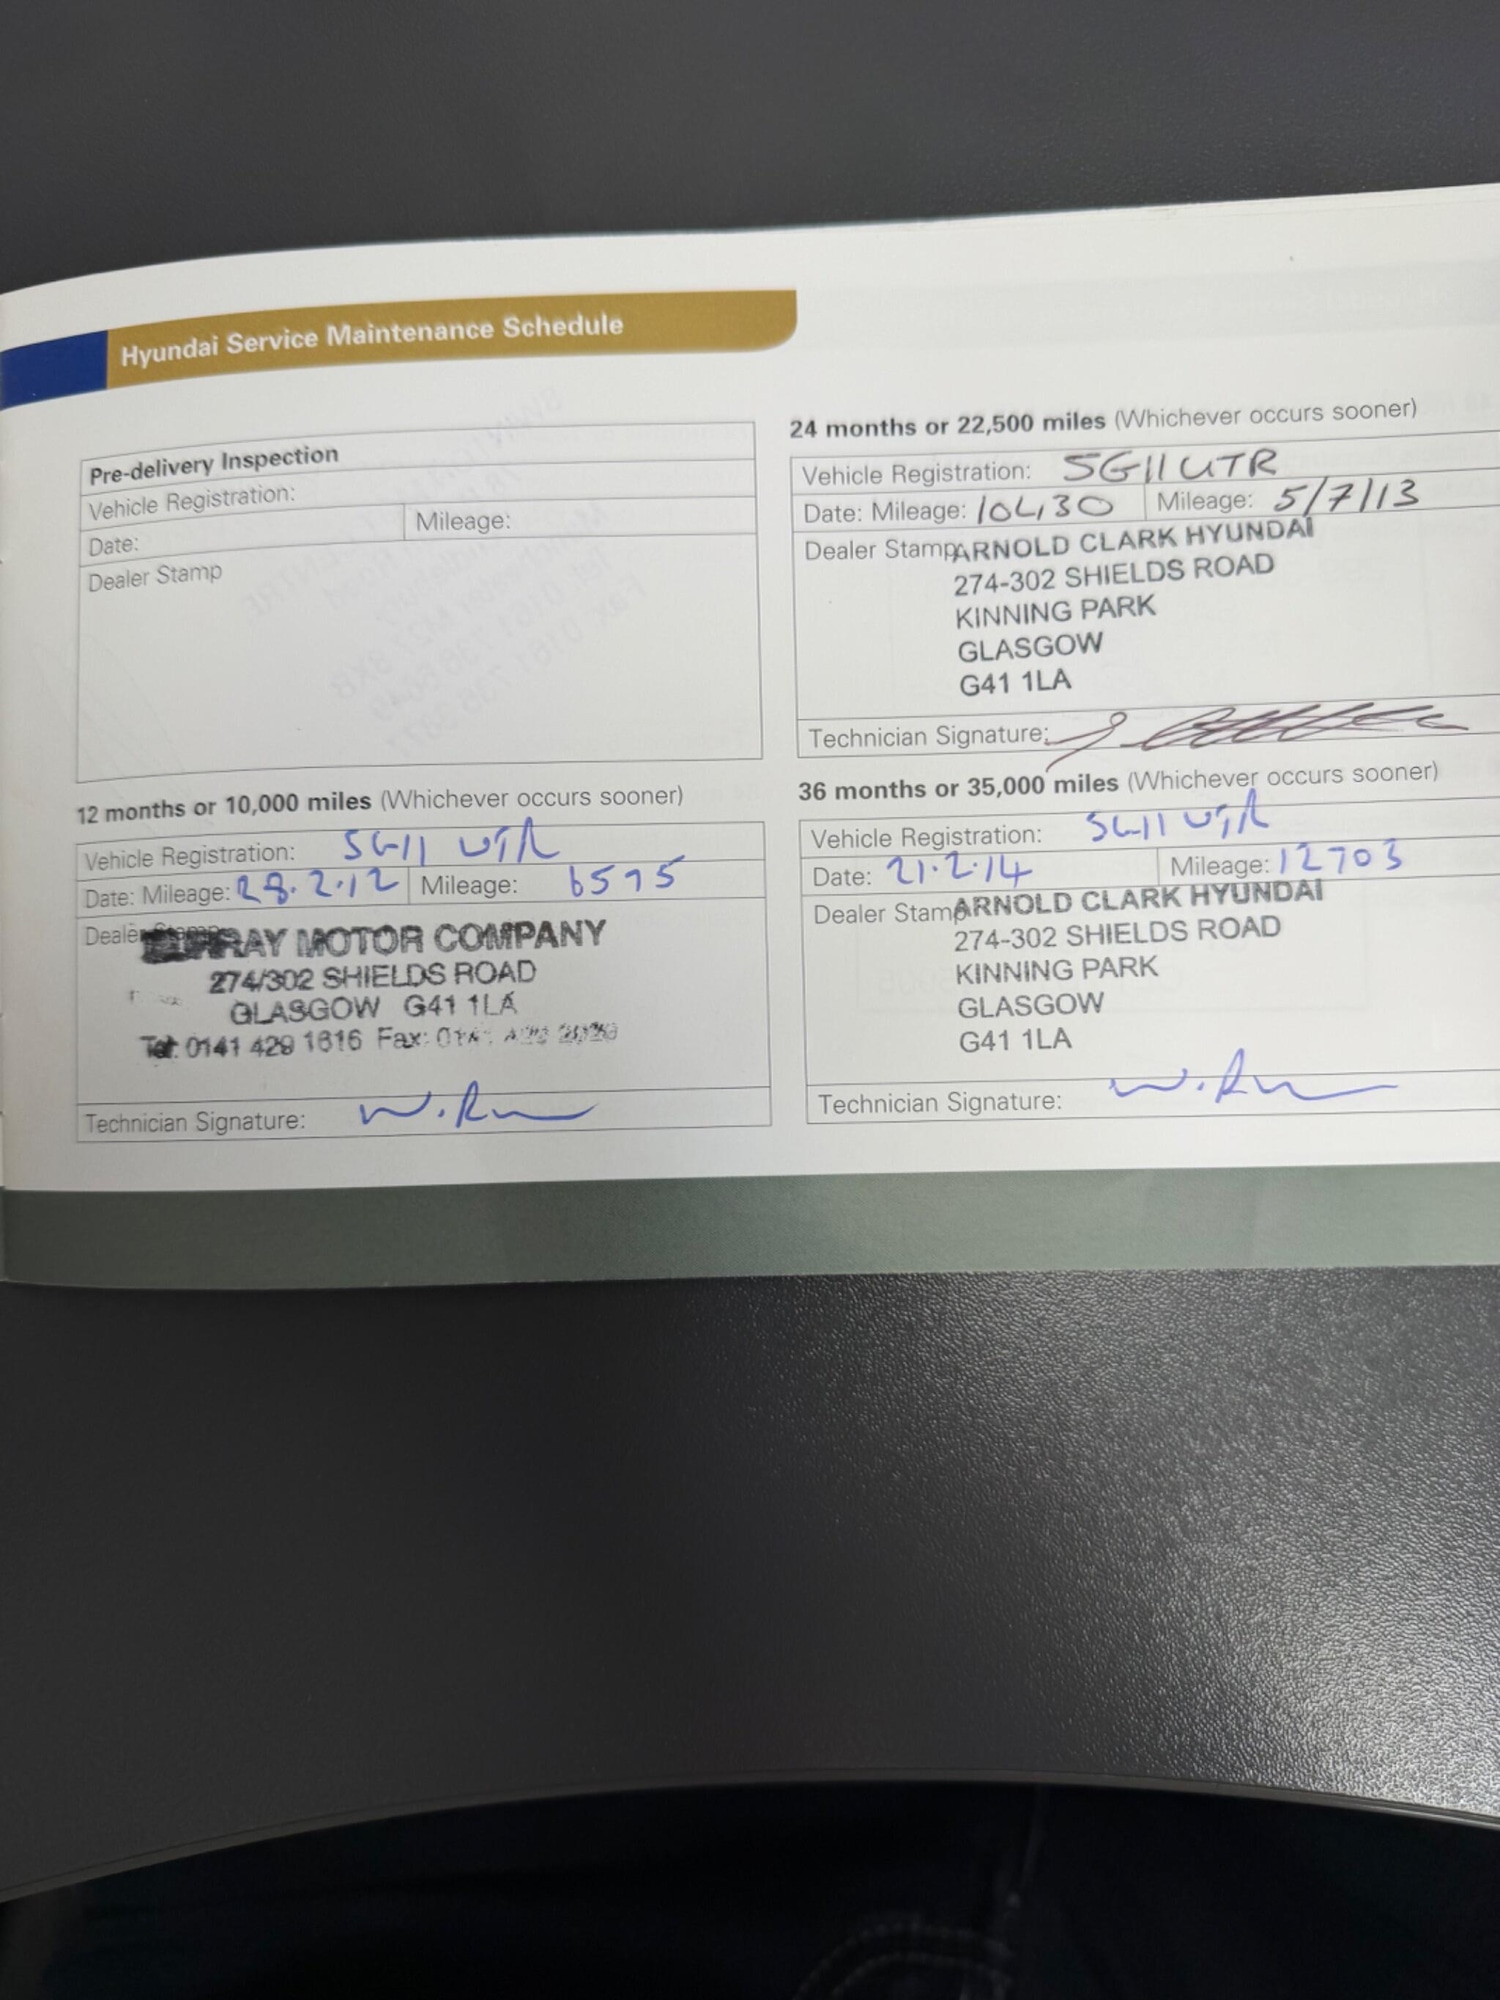 Hyundai Service Maintenance Schedule
Pre-delivery Inspection
Vehicle Registration:
Date: Mileage:
Dealer Stamp
12 months or 10,000 miles (Whichever occurs sooner)
Vehicle Registration: SG11 UTR
Date: Mileage: 28.2.12 Mileage: 6595
Dealer Stamp RAY MOTOR COMPANY
274/302 SHIELDS ROAD
GLASGOW G41 1LA
Tel: 0141 429 1616 Fax:
Technician Signature:
24 months or 22,500 miles (Whichever occurs sooner)
Vehicle Registration: SG11 UTR
Date: Mileage: 10430 Mileage: 5/7/13
Dealer Stamp ARNOLD CLARK HYUNDAI
274-302 SHIELDS ROAD
KINNING PARK
GLASGOW
G41 1LA
Technician Signature:
36 months or 35,000 miles (Whichever occurs sooner)
Vehicle Registration: SG11 UTR
Date: 21.2.14 Mileage: 12703
Dealer Stamp ARNOLD CLARK HYUNDAI
274-302 SHIELDS ROAD
KINNING PARK
GLASGOW
G41 1LA
Technician Signature: